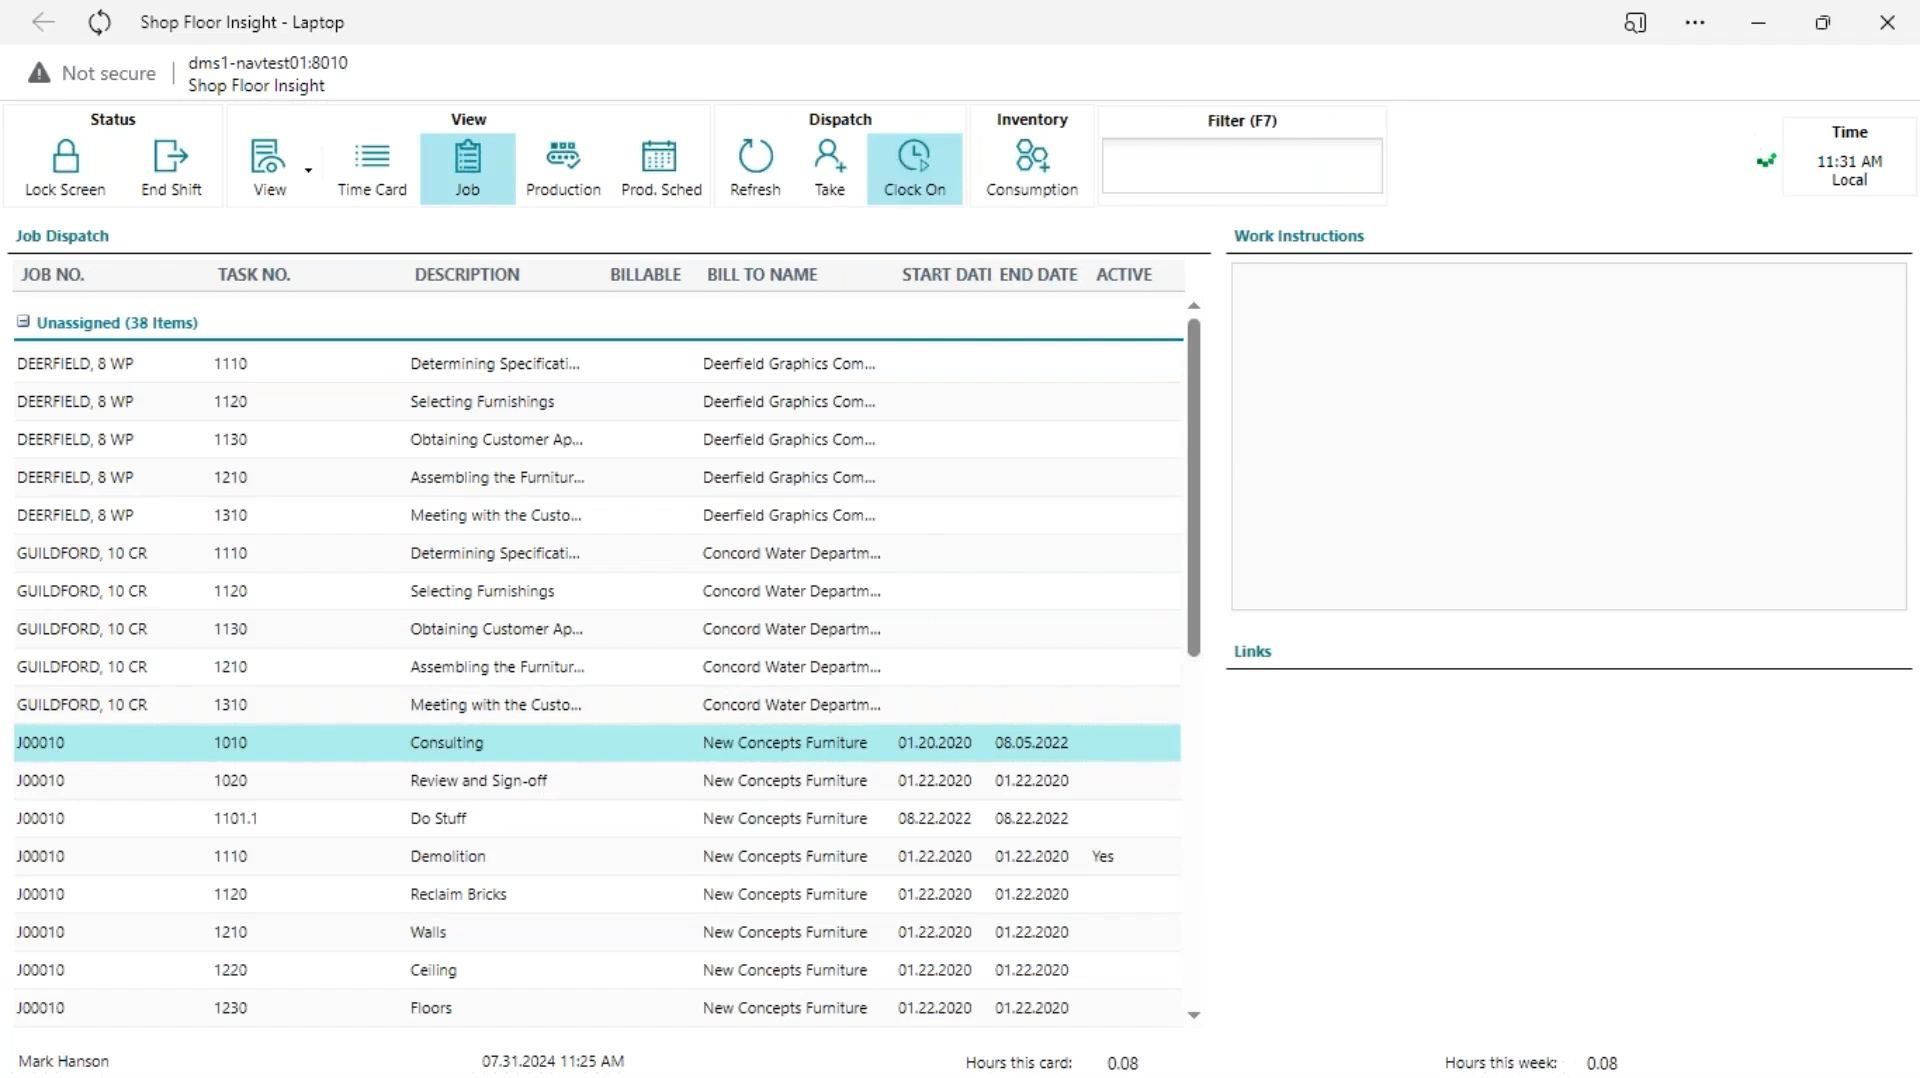 Shop Floor Insight - Laptop
Not secure
dms1-navtest01:8010
Shop Floor Insight
Status
View
Dispatch
Inventory
Filter (F7)
Time
Lock Screen
End Shift
View
Time Card
Job
Production
Prod. Sched
Refresh
Take
Clock On
Consumption
11:31 AM
Local
Job Dispatch
Work Instructions
JOB NO. TASK NO. DESCRIPTION BILLABLE BILL TO NAME START DATI END DATE ACTIVE
Unassigned (38 Items)
DEERFIELD, 8 WP 1110 Determining Specificati... Deerfield Graphics Com...
DEERFIELD, 8 WP 1120 Selecting Furnishings Deerfield Graphics Com...
DEERFIELD, 8 WP 1130 Obtaining Customer Ap... Deerfield Graphics Com...
DEERFIELD, 8 WP 1210 Assembling the Furnitur... Deerfield Graphics Com...
DEERFIELD, 8 WP 1310 Meeting with the Custo... Deerfield Graphics Com...
GUILDFORD, 10 CR 1110 Determining Specificati... Concord Water Departm...
GUILDFORD, 10 CR 1120 Selecting Furnishings Concord Water Departm...
GUILDFORD, 10 CR 1130 Obtaining Customer Ap... Concord Water Departm...
GUILDFORD, 10 CR 1210 Assembling the Furnitur... Concord Water Departm...
GUILDFORD, 10 CR 1310 Meeting with the Custo... Concord Water Departm...
J00010 1010 Consulting New Concepts Furniture 01.20.2020 08.05.2022
J00010 1020 Review and Sign-off New Concepts Furniture 01.22.2020 01.22.2020
J00010 1101.1 Do Stuff New Concepts Furniture 08.22.2022 08.22.2022
J00010 1110 Demolition New Concepts Furniture 01.22.2020 01.22.2020 Yes
J00010 1120 Reclaim Bricks New Concepts Furniture 01.22.2020 01.22.2020
J00010 1210 Walls New Concepts Furniture 01.22.2020 01.22.2020
J00010 1220 Ceiling New Concepts Furniture 01.22.2020 01.22.2020
J00010 1230 Floors New Concepts Furniture 01.22.2020 01.22.2020
Links
Mark Hanson 07.31.2024 11:25 AM Hours this card: 0.08 Hours this week: 0.08